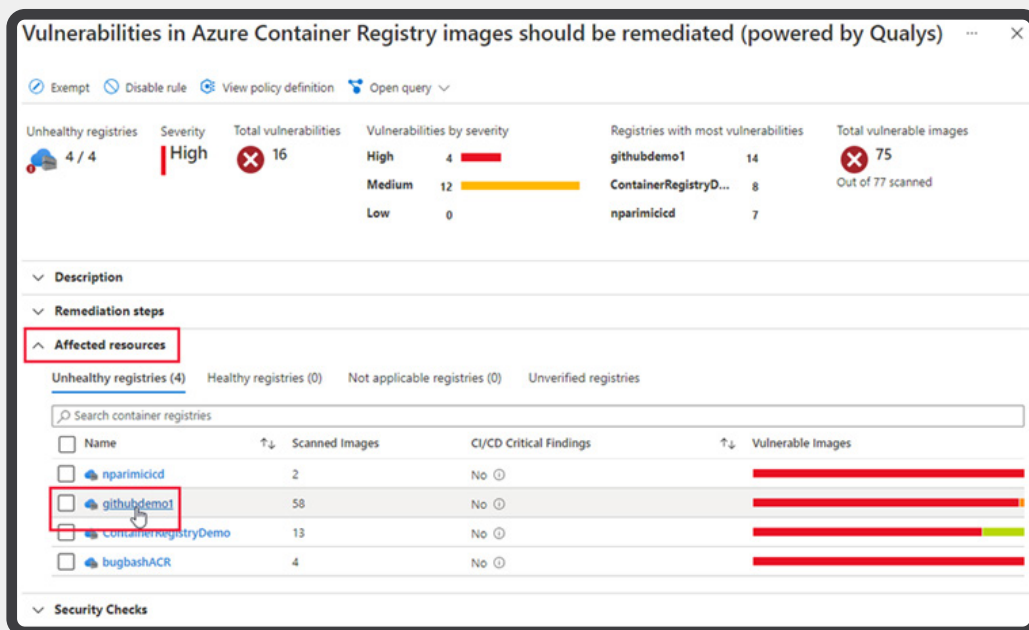 Vulnerabilities in Azure Container Registry images should be remediated (powered by Qualys) ... ×
Exempt Disable rule View policy definition Open query
Unhealthy registries Severity Total vulnerabilities Vulnerabilities by severity Registries with most vulnerabilities Total vulnerable images
4 / 4 High 16 High 4 githubdemo1 14 75
Medium 12 ContainerRegistryD... 8 Out of 77 scanned
Low 0 nparimicicd 7
Description
Remediation steps
Affected resources
Unhealthy registries (4) Healthy registries (0) Not applicable registries (0) Unverified registries
Search container registries
Name ↑↓ Scanned Images CI/CD Critical Findings ↑↓ Vulnerable Images
nparimicicd 2 No
githubdemo1 58 No
ContainerRegistryDemo 13 No
bugbashACR 4 No
Security Checks